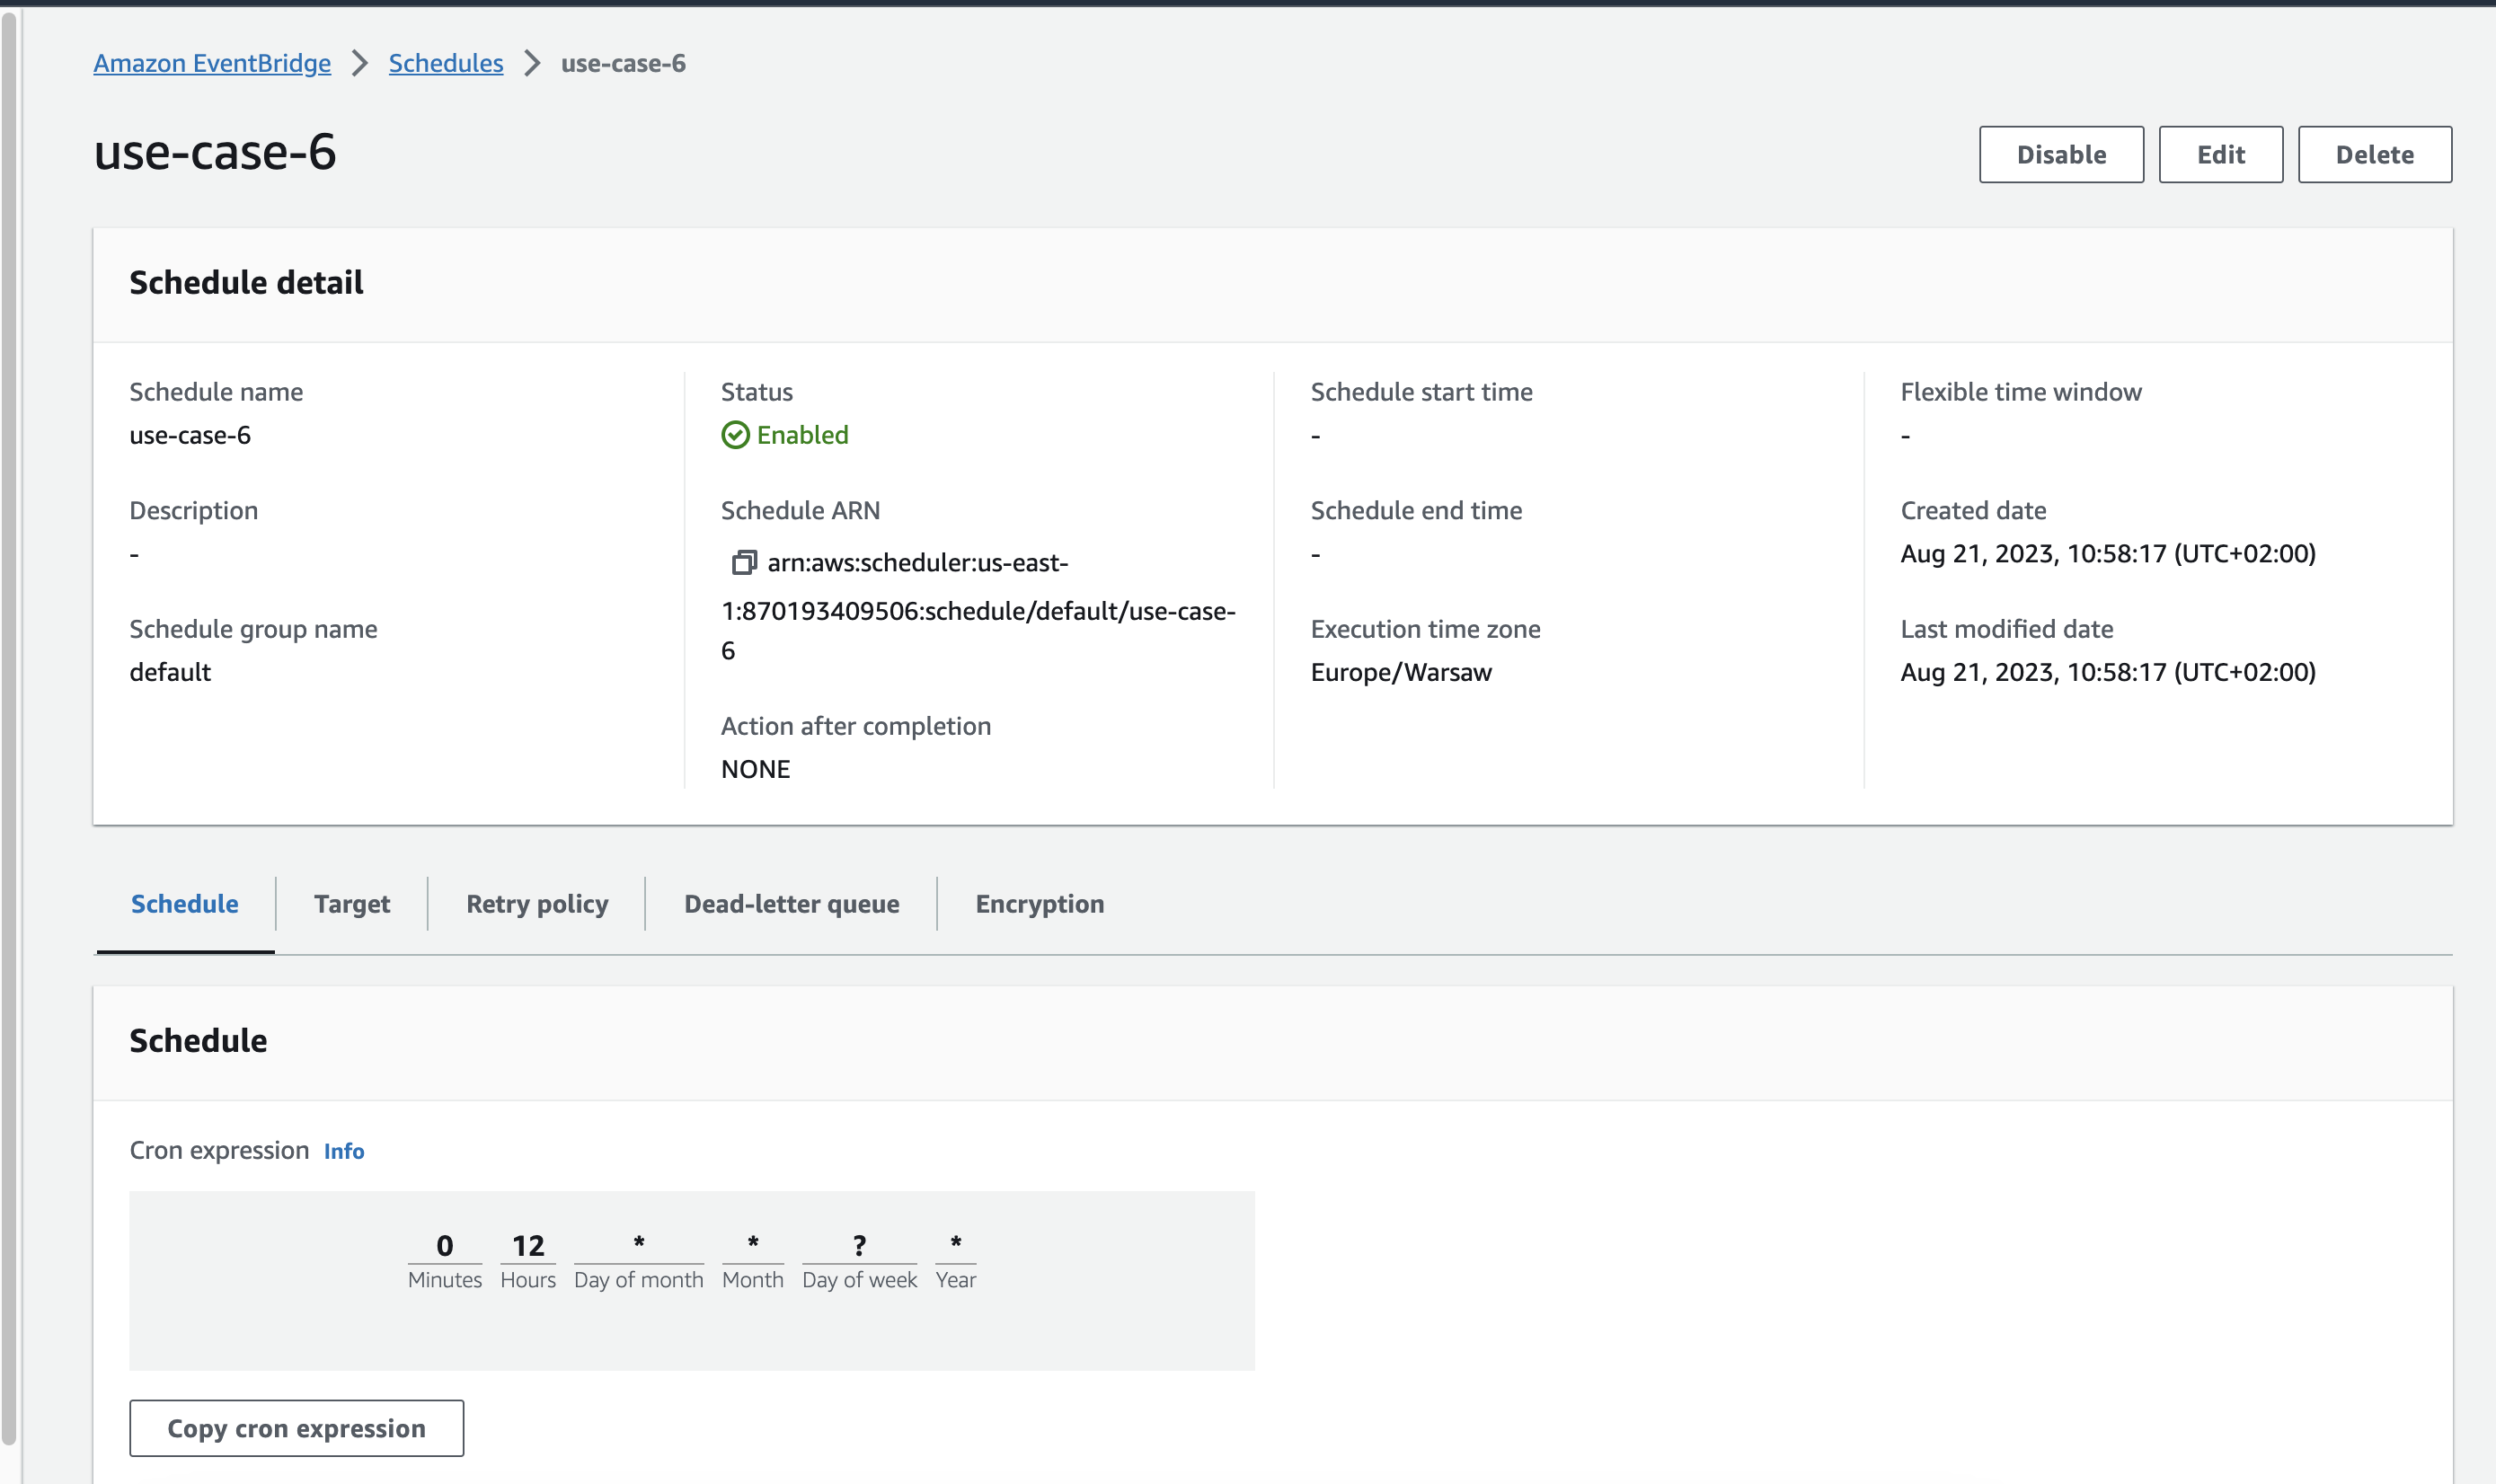 Amazon EventBridge > Schedules > use-case-6
use-case-6
Disable
Edit
Delete
Schedule detail
Schedule name
use-case-6
Description
-
Schedule group name
default
Status
Enabled
Schedule ARN
arn:aws:scheduler:us-east-
1:870193409506:schedule/default/use-case-
6
Action after completion
NONE
Schedule start time
-
Schedule end time
-
Execution time zone
Europe/Warsaw
Flexible time window
-
Created date
Aug 21, 2023, 10:58:17 (UTC+02:00)
Last modified date
Aug 21, 2023, 10:58:17 (UTC+02:00)
Schedule
Target
Retry policy
Dead-letter queue
Encryption
Schedule
Cron expression Info
0 12 * * ? *
Minutes Hours Day of month Month Day of week Year
Copy cron expression